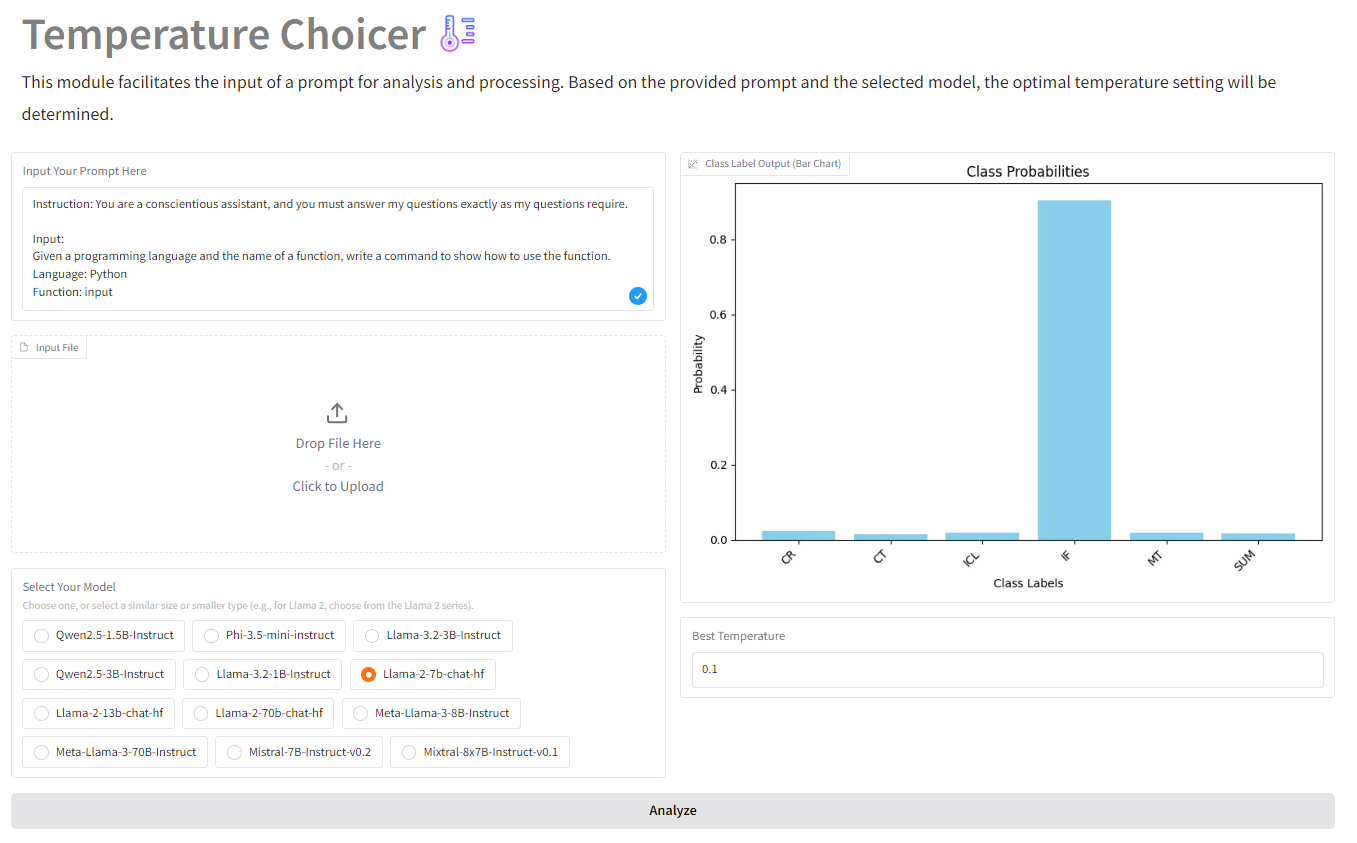 Temperature Choicer
This module facilitates the input of a prompt for analysis and processing. Based on the provided prompt and the selected model, the optimal temperature setting will be
determined.
Input Your Prompt Here
Instruction: You are a conscientious assistant, and you must answer my questions exactly as my questions require.
Input:
Given a programming language and the name of a function, write a command to show how to use the function.
Language: Python
Function: input
Input File
Drop File Here
- or -
Click to Upload
Select Your Model
Choose one, or select a similar size or smaller type (e.g., for Llama 2, choose from the Llama 2 series).
Qwen2.5-1.5B-Instruct
Phi-3.5-mini-instruct
Llama-3.2-3B-Instruct
Qwen2.5-3B-Instruct
Llama-3.2-1B-Instruct
Llama-2-7b-chat-hf
Llama-2-13b-chat-hf
Llama-2-70b-chat-hf
Meta-Llama-3-8B-Instruct
Meta-Llama-3-70B-Instruct
Mistral-7B-Instruct-v0.2
Mixtral-8x7B-Instruct-v0.1
Class Label Output (Bar Chart)
Class Probabilities
Probability
0.8
0.6
0.4
0.2
0.0
CR
CT
ICL
IF
MT
SUM
Class Labels
Best Temperature
0.1
Analyze